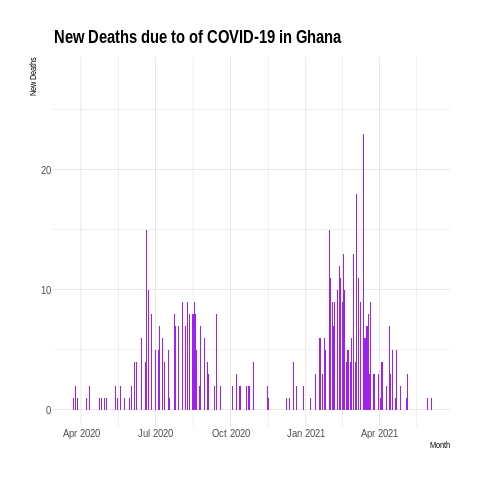 New Deaths due to of COVID-19 in Ghana
New Deaths
20
10
0
Apr 2020 Jul 2020 Oct 2020 Jan 2021 Apr 2021
Month